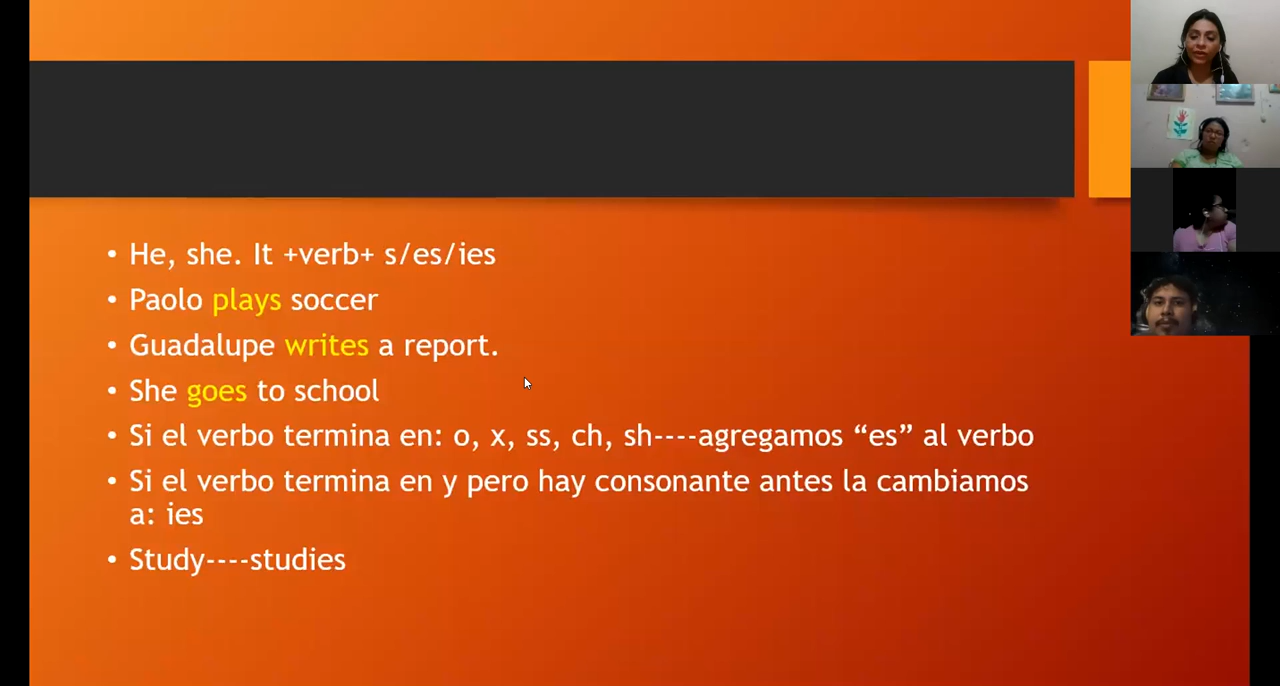 • He, she. It +verb+ s/es/ies
• Paolo plays soccer
• Guadalupe writes a report.
• She goes to school
• Si el verbo termina en: o, x, ss, ch, sh----agregamos “es” al verbo
• Si el verbo termina en y pero hay consonante antes la cambiamos
a: ies
• Study----studies